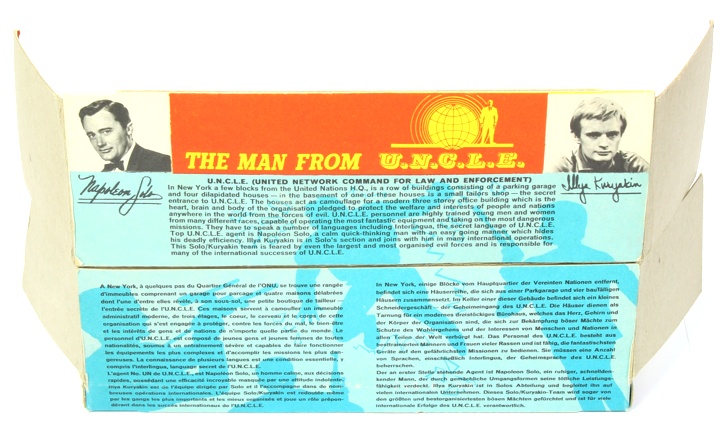 THE MAN FROM U.N.C.L.E.
Napoleon Solo
Illya Kuryakin
U.N.C.L.E. (UNITED NETWORK COMMAND FOR LAW AND ENFORCEMENT)
In New York a few blocks from the United Nations H.Q., is a row of buildings consisting of a parking garage
and four dilapidated houses — in the basement of one of these houses is a small tailors shop — the secret
entrance to U.N.C.L.E. The houses act as camouflage for a modern three storey office building which is the
heart, brain and body of the organisation pledged to protect the welfare and interests of people and nations
anywhere in the world from the forces of evil. U.N.C.L.E. personnel are highly trained young men and women
from many different races, capable of operating the most fantastic equipment and taking on the most dangerous
missions. They have to speak a number of languages including Interlingua, the secret language of U.N.C.L.E.
Top U.N.C.L.E. agent is Napoleon Solo, a calm quick-thinking man with an easy going manner which hides
his deadly efficiency. Illya Kuryakin is in Solo's section and joins with him in many international operations.
This Solo/Kuryakin team is feared by even the largest and most organised evil forces and is responsible for
many of the international successes of U.N.C.L.E.
A New York, à quelques pas du Quartier Général de l'ONU, se trouve une rangée
d'immeubles comprenant un garage pour parcage et quatre maisons délabrées
dont l'une d'entre elles révèle, à son sous-sol, une petite boutique de tailleur —
l'entrée secrète de l'U.N.C.L.E. Ces maisons servent à camoufler un immeuble
administratif moderne, de trois étages, le coeur, le cerveau et le corps de cette
organisation qui s'est engagée à protéger, contre les forces du mal, le bien-être
et les intérêts de gens et de nations de n'importe quelle partie du monde. Le
personnel d'U.N.C.L.E. est composé de jeunes gens et jeunes femmes de toutes
nationalités, soumis à un entraînement sévère et capables de faire fonctionner
les équipements les plus complexes et d'accomplir les missions les plus dan-
gereuses. La connaissance de plusieurs langues est une condition essentielle, y
compris l'interlingua, language secret de l'U.N.C.L.E.
L'agent No. UN de U.N.C.L.E., est Napoleon Solo, un homme calme, aux décisions
rapides, possédant une efficacité incroyable masquée par une attitude indolente.
Illya Kuryakin est de l'équipe dirigée par Solo et il l'accompagne dans de nom-
breuses opérations internationales. L'équipe Solo/Kuryakin est redoutée même
par les gangs les plus importants et les mieux organisés et joue un rôle prépon-
dérant dans les succès internationaux de l'U.N.C.L.E.
In New York, einige Blöcke vom Hauptquartier der Vereinten Nationen entfernt,
befindet sich eine Häuserreihe, die sich aus einer Parkgarage und vier baufälligen
Häusern zusammensetzt. Im Keller einer dieser Gebäude befindet sich ein kleines
Schneidergeschäft — der Geheimeingang des U.N.C.L.E. Die Häuser dienen als
Tarnung für ein modernes dreistöckiges Bürohaus, welches das Herz, Gehirn und
der Körper der Organisation sind, die sich zur Bekämpfung böser Mächte zum
Schutze des Wohlergehens und der Interessen von Menschen und Nationen in
allen Teilen der Welt verbürgt hat. Das Personal des U.N.C.L.E. besteht aus
besttrainierten Männern und Frauen vieler Rassen und ist fähig, die fantastischsten
Geräte auf den gefährlichsten Missionen zu bedienen. Sie müssen eine Anzahl
von Sprachen, einschließlich Interlingua, der Geheimsprache des U.N.C.L.E.
beherrschen.
Der an erster Stelle stehende Agent ist Napoleon Solo, ein ruhiger, schnellden-
kender Mann, der durch gemächliche Umgangsformen seine tödliche Leistungs-
fähigkeit verdeckt. Illya Kuryakin ist in Solos Abteilung und begleitet ihn auf
vielen internationalen Unternehmen. Dieses Solo/Kuryakin-Team wird sogar von
den größten und bestorganisiertesten bösen Mächten gefürchtet und ist für viele
internationale Erfolge des U.N.C.L.E. verantwortlich.